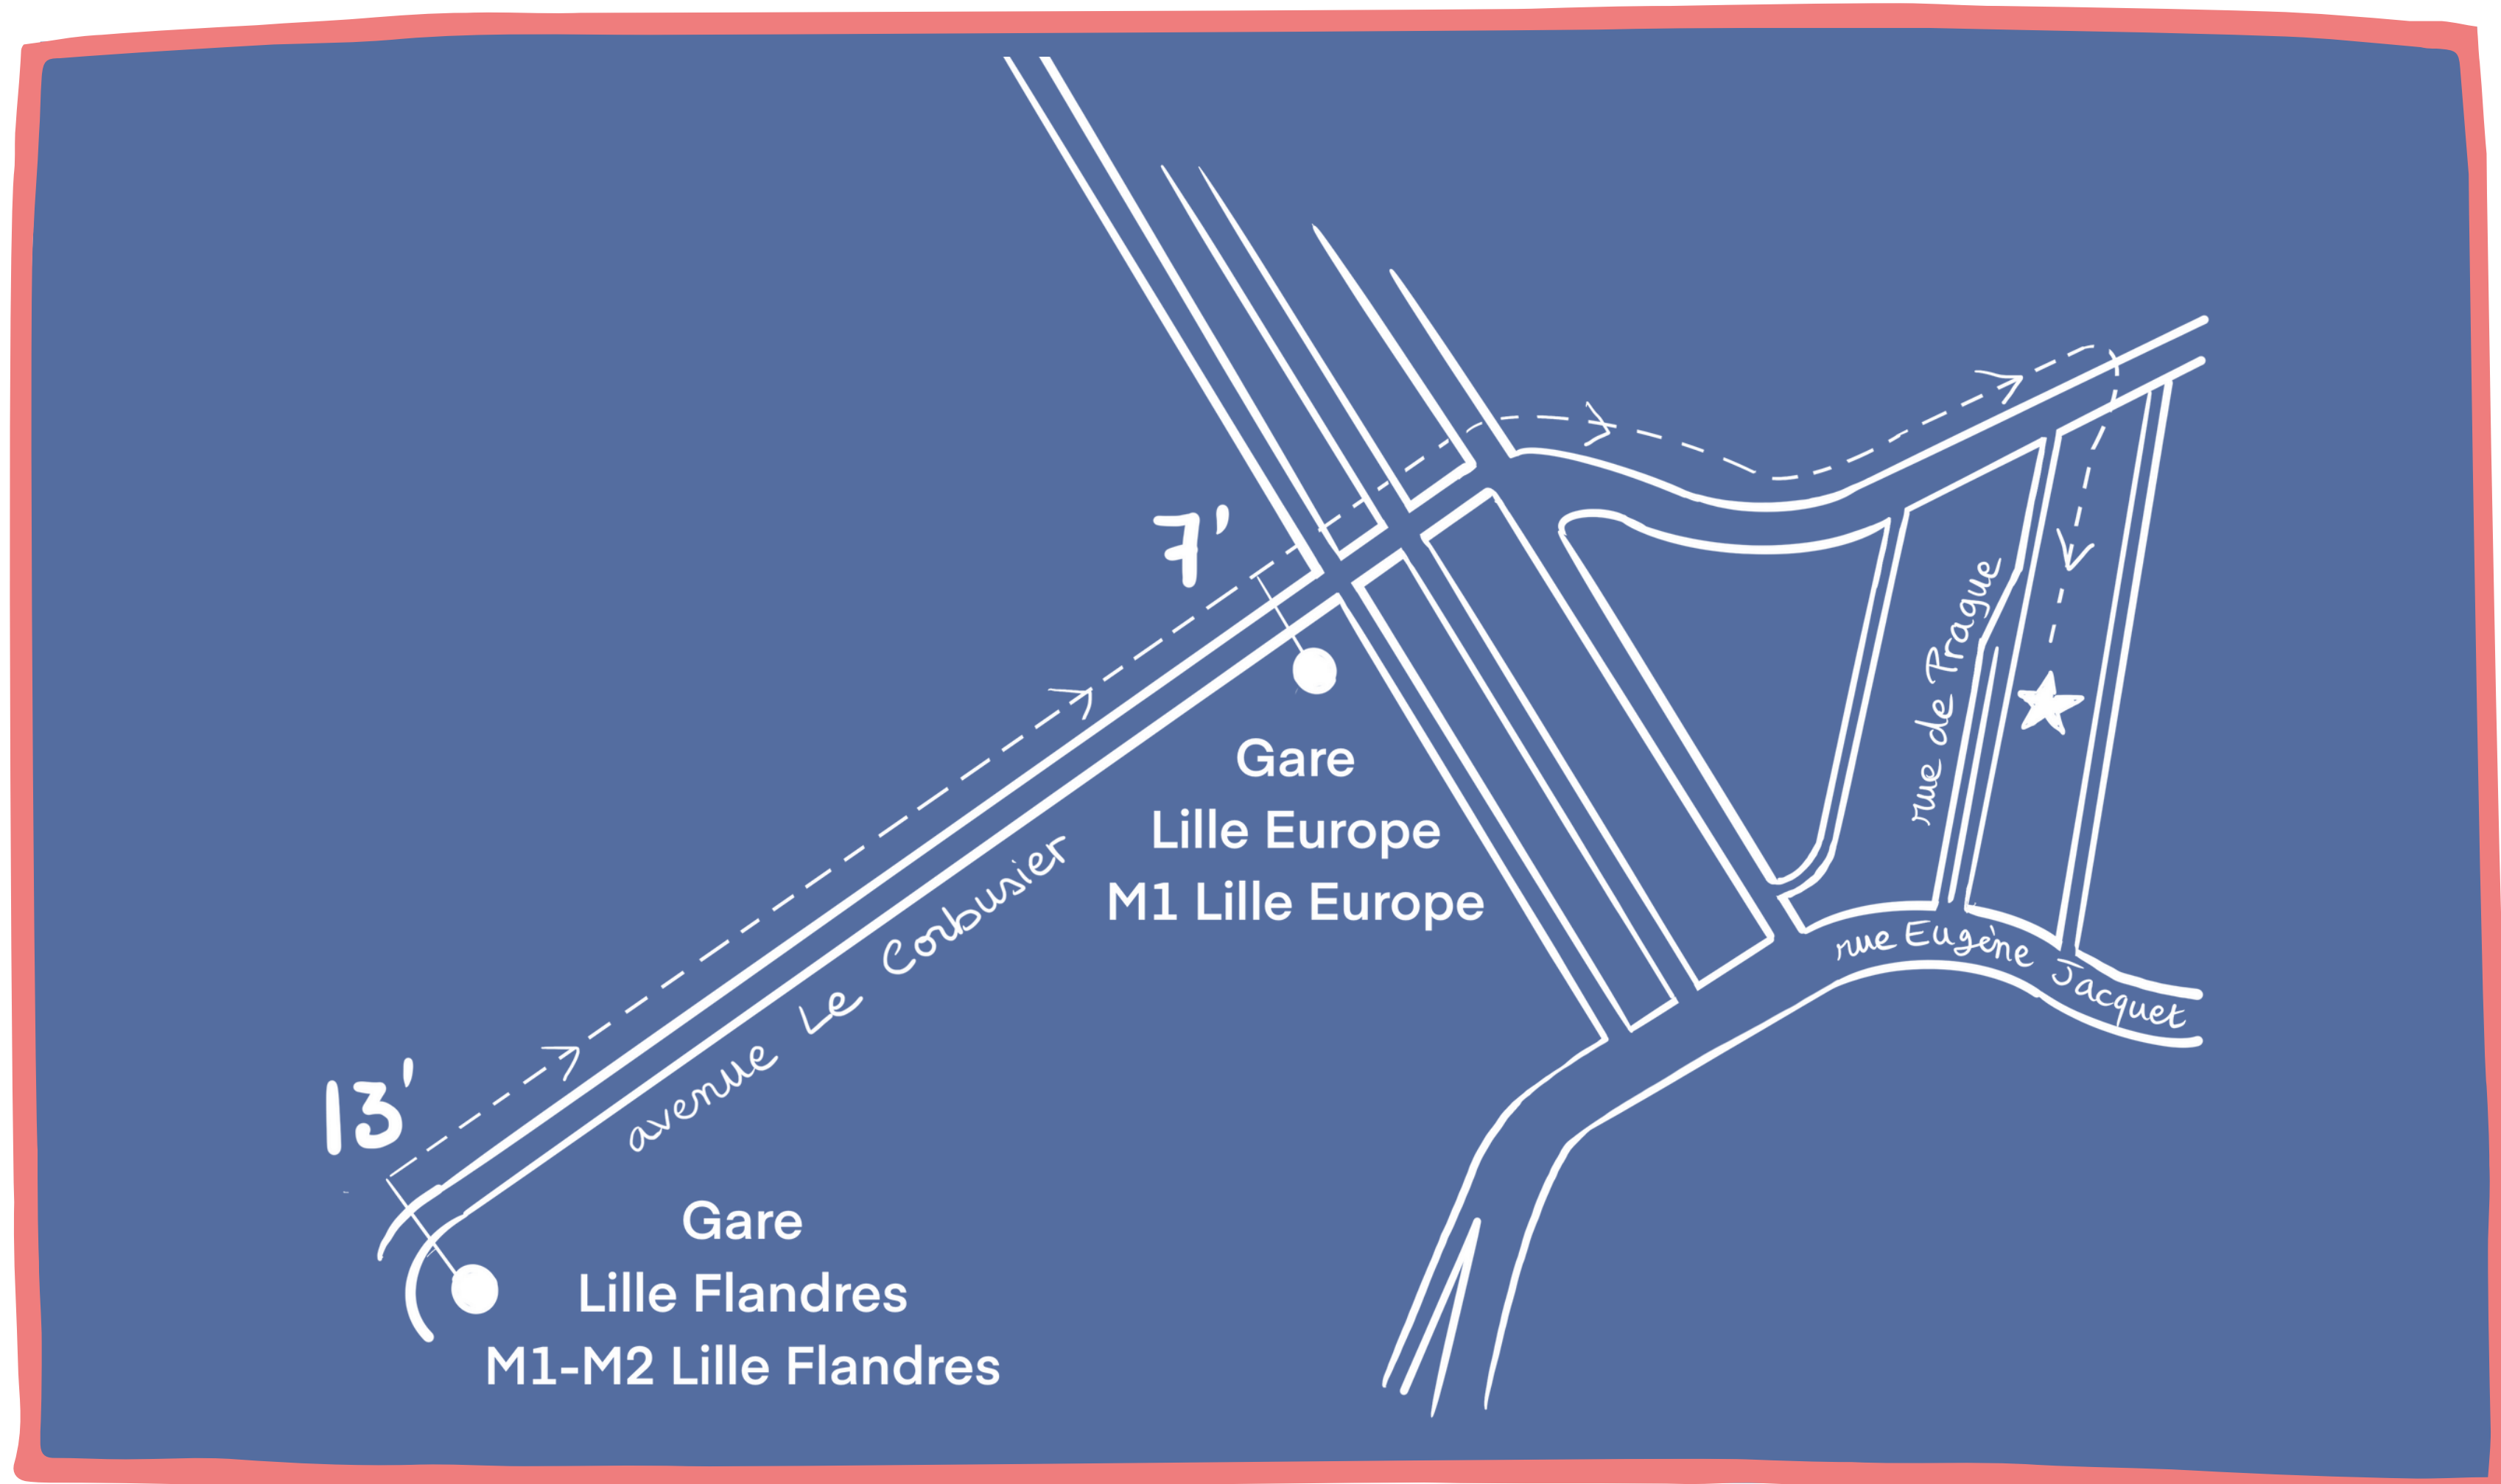 7'
rue de Prague
Gare
Lille Europe
M1 Lille Europe
avenue Le Corbusier
rue Eugène Jacquet
13'
Gare
Lille Flandres
M1-M2 Lille Flandres